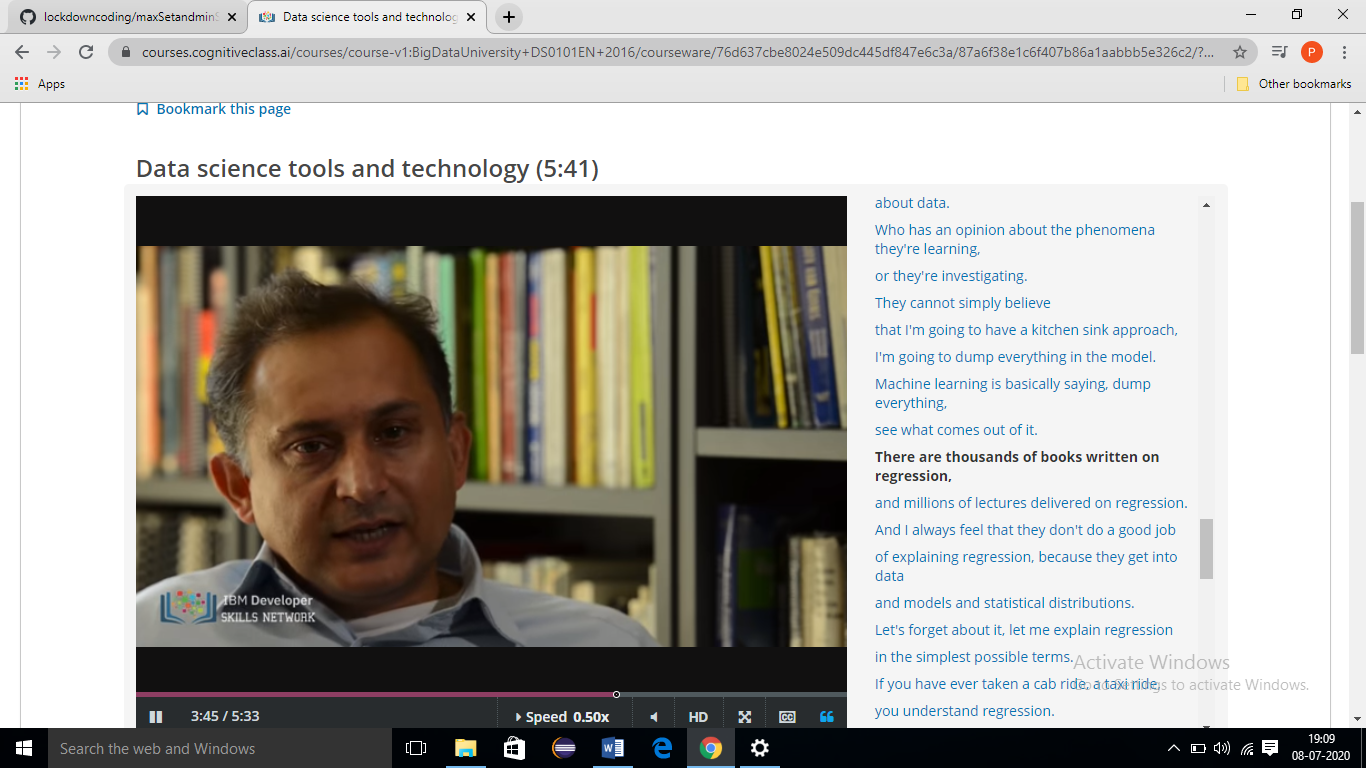 lockdowncoding/maxSetandminS
Data science tools and technolog
courses.cognitiveclass.ai/courses/course-v1:BigDataUniversity+DS0101EN+2016/courseware/76d637cbe8024e509dc445df847e6c3a/87a6f38e1c6f407b86a1aabbb5e326c2/?...
P
Apps
Other bookmarks
Bookmark this page
Data science tools and technology (5:41)
about data.
Who has an opinion about the phenomena
they're learning,
or they're investigating.
They cannot simply believe
that I'm going to have a kitchen sink approach,
I'm going to dump everything in the model.
Machine learning is basically saying, dump
everything,
see what comes out of it.
There are thousands of books written on
regression,
and millions of lectures delivered on regression.
And I always feel that they don't do a good job
of explaining regression, because they get into
data
and models and statistical distributions.
Let's forget about it, let me explain regression
in the simplest possible terms.
If you have ever taken a cab ride, a taxi ride,
you understand regression.
IBM Developer
SKILLS NETWORK
Activate Windows
Go to Settings to activate Windows.
3:45 / 5:33
Speed 0.50x
HD
CC
Search the web and Windows
19:09
08-07-2020